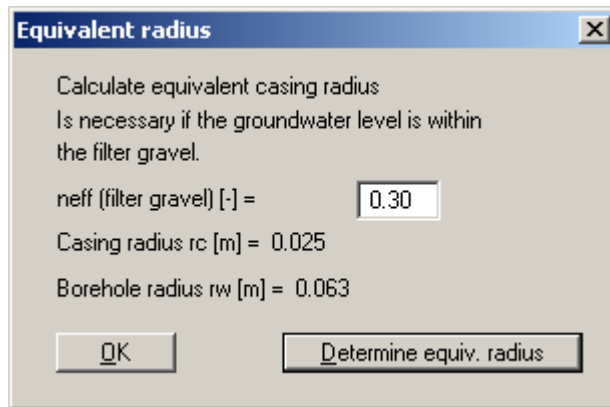 Equivalent radius
Calculate equivalent casing radius
Is necessary if the groundwater level is within
the filter gravel.
neff (filter gravel) [-] = 0.30
Casing radius rc [m] = 0.025
Borehole radius rw [m] = 0.063
OK Determine equiv. radius